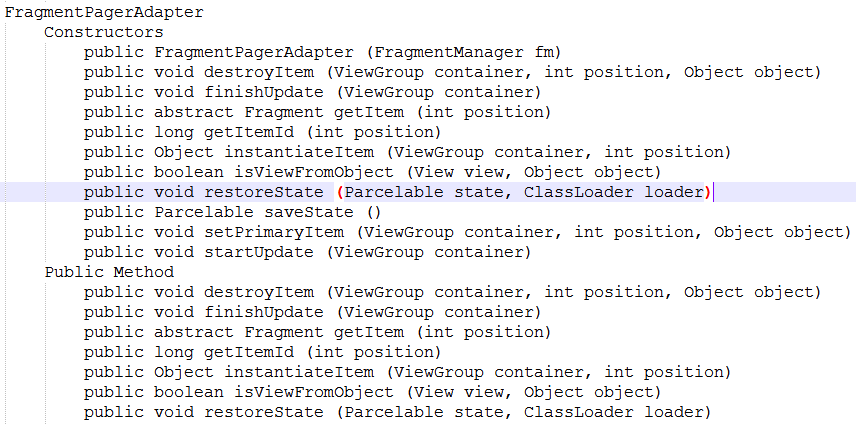 FragmentPagerAdapter
Constructors
public FragmentPagerAdapter (FragmentManager fm)
public void destroyItem (ViewGroup container, int position, Object object)
public void finishUpdate (ViewGroup container)
public abstract Fragment getItem (int position)
public long getItemId (int position)
public Object instantiateItem (ViewGroup container, int position)
public boolean isViewFromObject (View view, Object object)
public void restoreState (Parcelable state, ClassLoader loader)
public Parcelable saveState ()
public void setPrimaryItem (ViewGroup container, int position, Object object)
public void startUpdate (ViewGroup container)
Public Method
public void destroyItem (ViewGroup container, int position, Object object)
public void finishUpdate (ViewGroup container)
public abstract Fragment getItem (int position)
public long getItemId (int position)
public Object instantiateItem (ViewGroup container, int position)
public boolean isViewFromObject (View view, Object object)
public void restoreState (Parcelable state, ClassLoader loader)